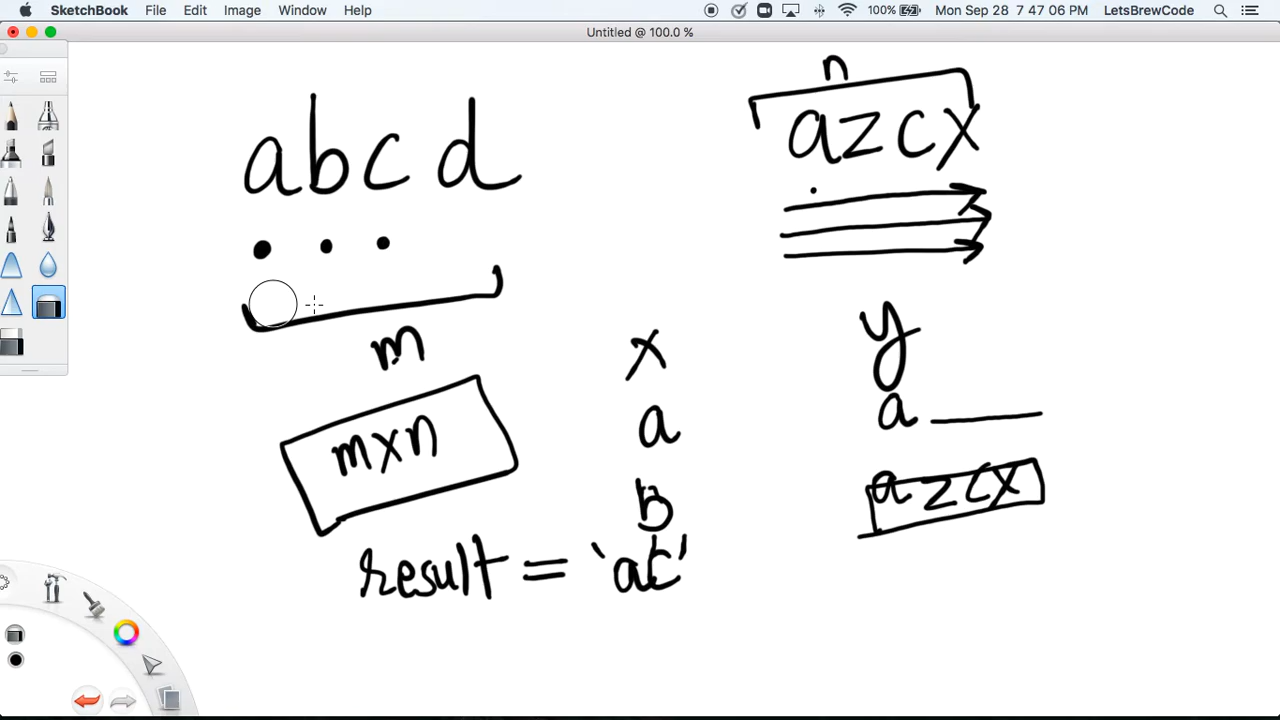 SketchBook File Edit Image Window Help 100% Mon Sep 28 7 47 06 PM LetsBrewCode
Untitled @ 100.0 %
n
abcd azcx
m
x y
mxn a a
B azcx
result = 'ac'